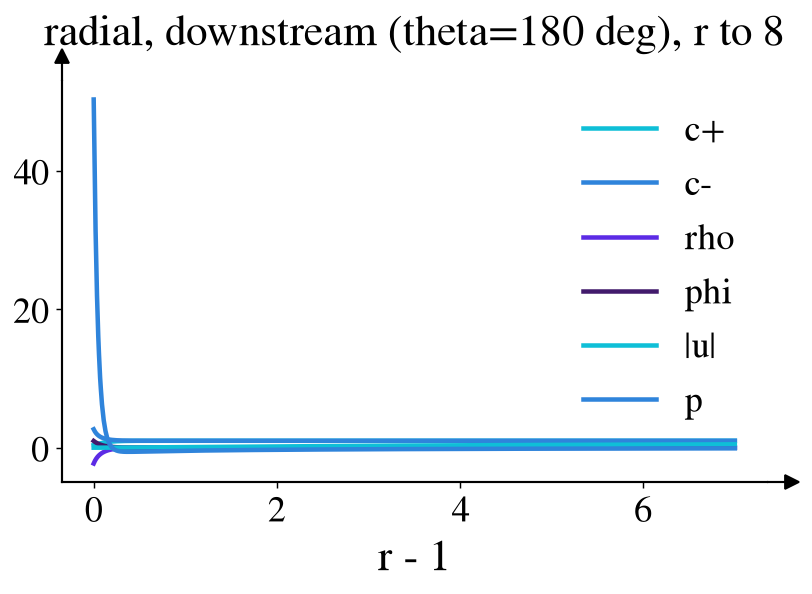 radial, downstream (theta=180 deg), r to 8
40
20
0
0 2 4 6
r - 1
c+
c-
rho
phi
|u|
p